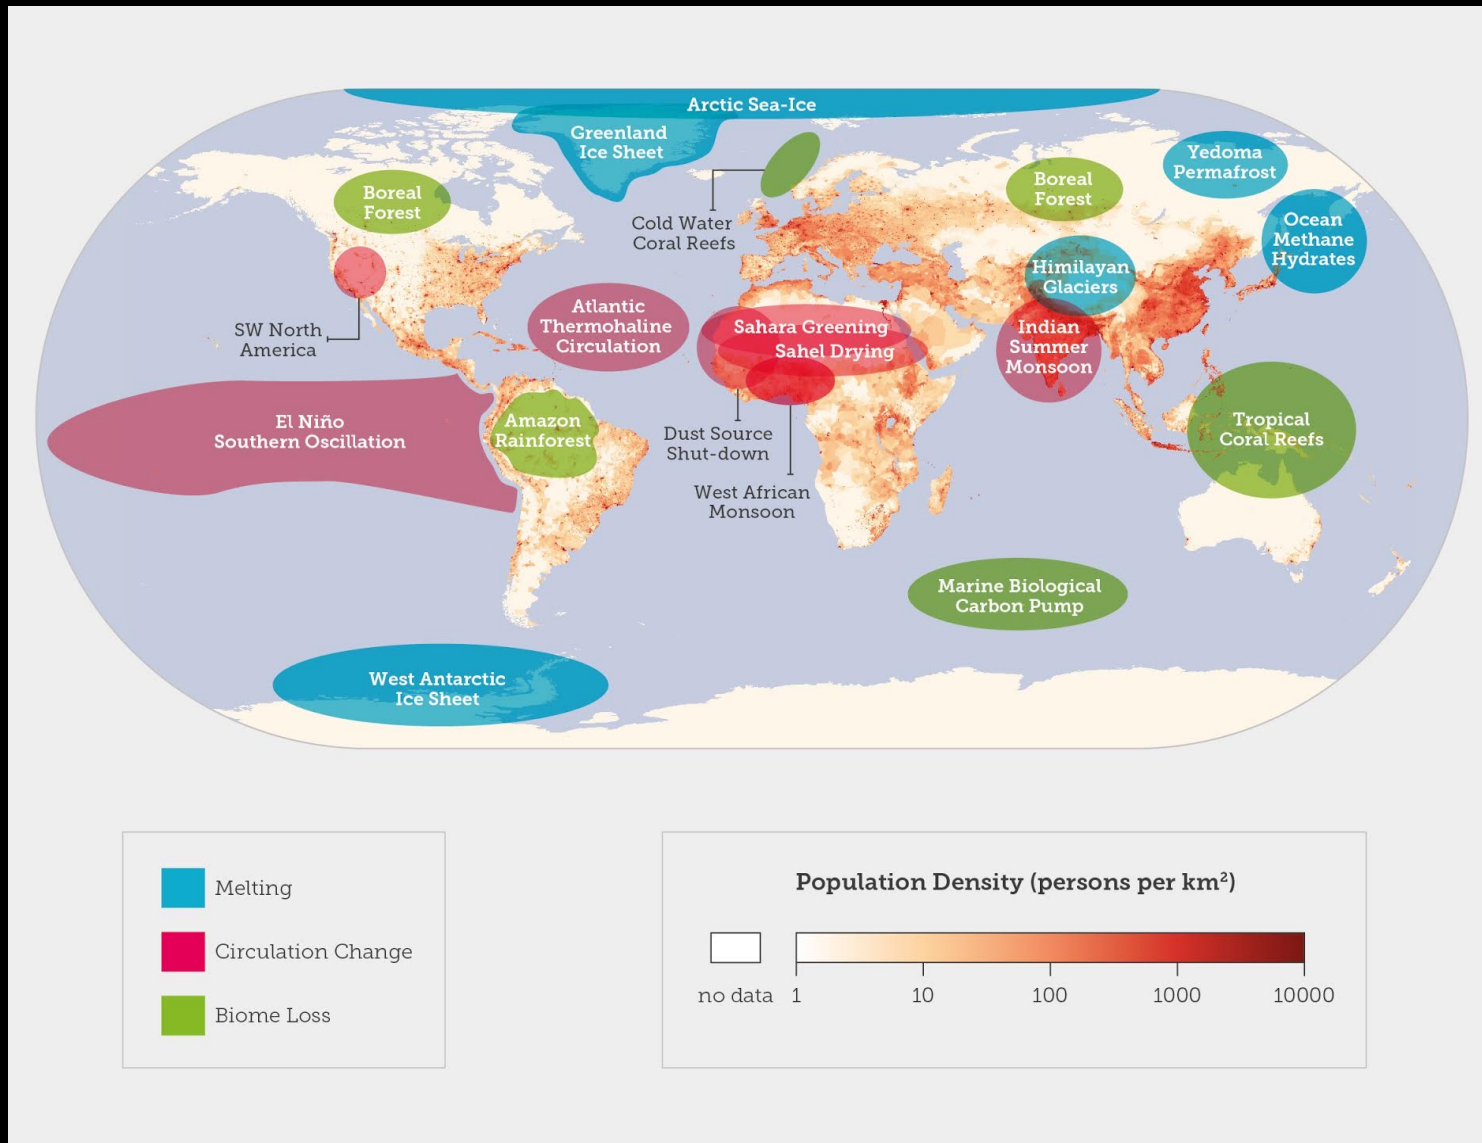 Arctic Sea-Ice
Greenland
Ice Sheet
Yedoma
Permafrost
Boreal
Forest
Boreal
Forest
Cold Water
Coral Reefs
Ocean
Methane
Hydrates
Himilayan
Glaciers
Atlantic
Thermohaline
Circulation
Sahara Greening
Sahel Drying
Indian
Summer
Monsoon
SW North
America
El Niño
Southern Oscillation
Amazon
Rainforest
Dust Source
Shut-down
West African
Monsoon
Tropical
Coral Reefs
Marine Biological
Carbon Pump
West Antarctic
Ice Sheet
Melting
Circulation Change
Biome Loss
Population Density (persons per km²)
no data 1 10 100 1000 10000